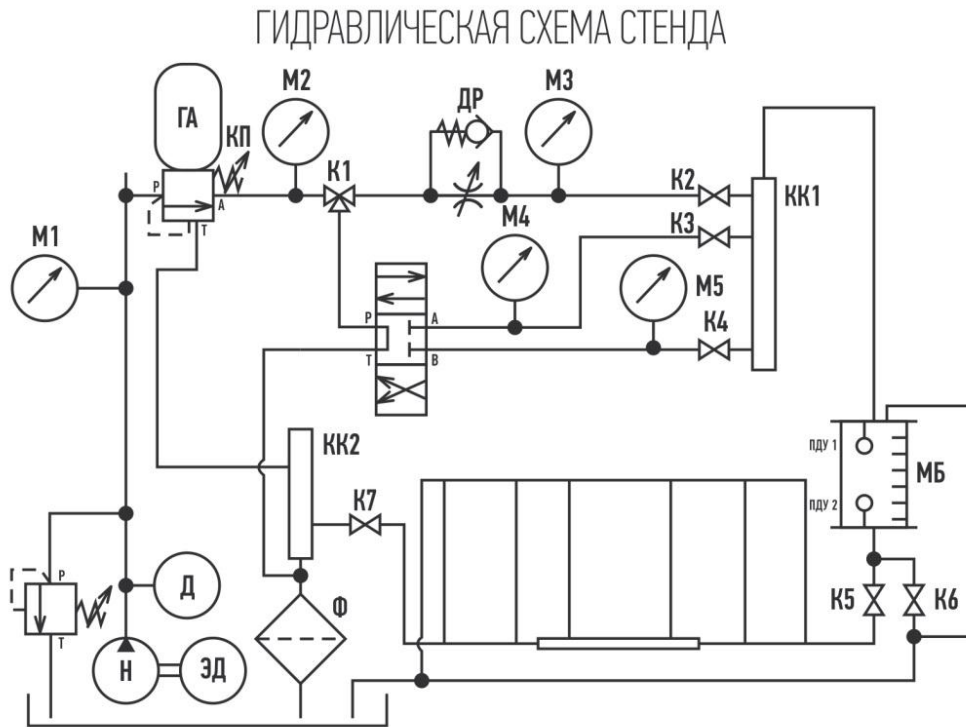 ГИДРАВЛИЧЕСКАЯ СХЕМА СТЕНДА
ГА
КП
М2
М3
ДР
К1
К2
КК1
Р
А
Т
К3
М1
М4
М5
К4
Р
А
Т
В
КК2
К7
ПДУ 1
МБ
ПДУ 2
Р
Т
Д
Ф
К5
К6
Н
ЭД